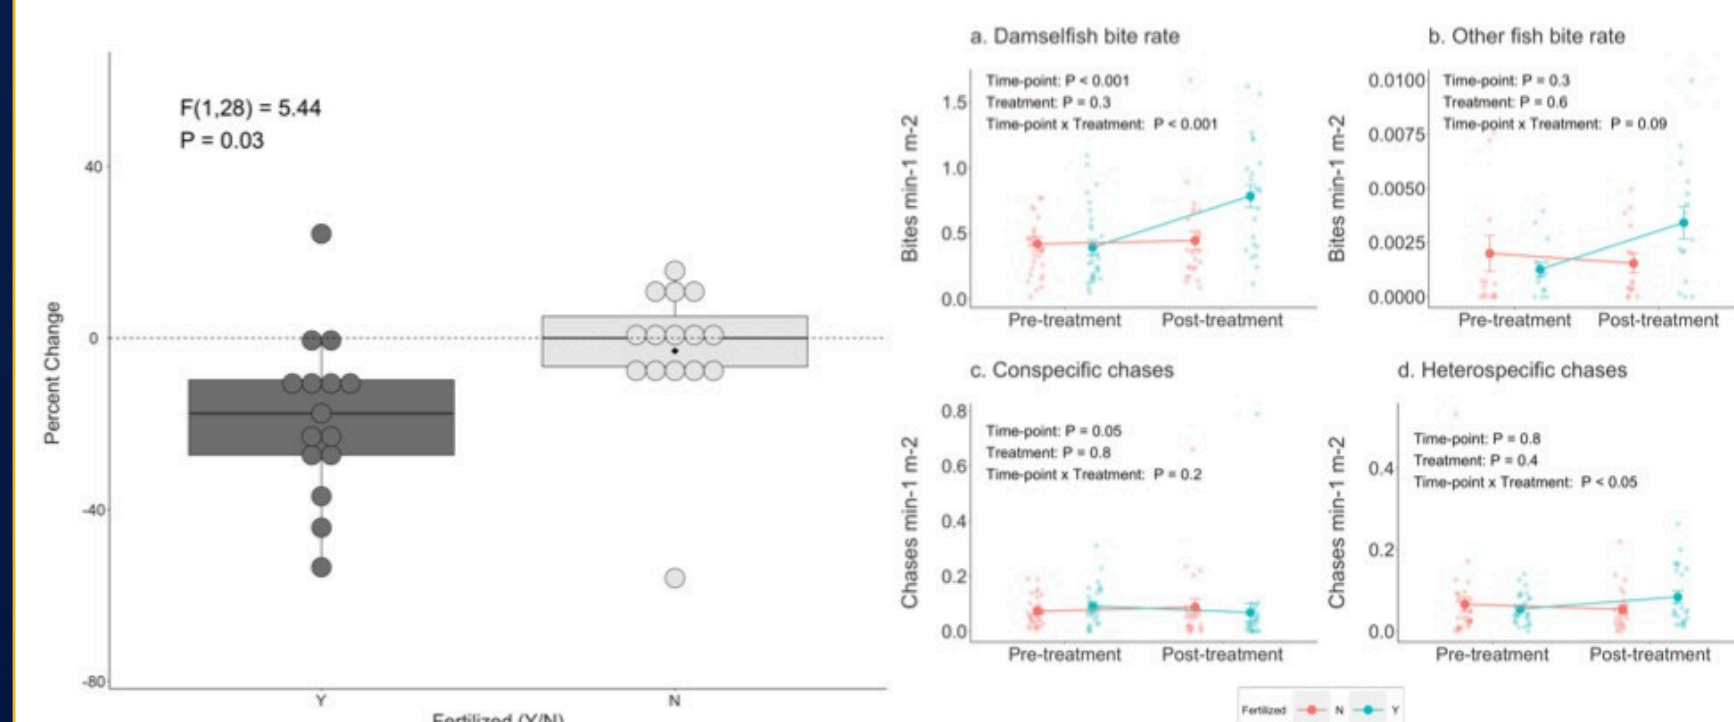 F(1,28) = 5.44
P = 0.03
40
0
-40
-80
Percent Change
Y
N
Fertilized (Y/N)
a. Damselfish bite rate
Time-point: P < 0.001
Treatment: P = 0.3
Time-point x Treatment: P < 0.001
1.5
1.0
0.5
0.0
Bites min-1 m-2
Pre-treatment
Post-treatment
b. Other fish bite rate
Time-point: P = 0.3
Treatment: P = 0.6
Time-point x Treatment: P = 0.09
0.0100
0.0075
0.0050
0.0025
0.0000
Bites min-1 m-2
Pre-treatment
Post-treatment
c. Conspecific chases
Time-point: P = 0.05
Treatment: P = 0.8
Time-point x Treatment: P = 0.2
0.8
0.6
0.4
0.2
0.0
Chases min-1 m-2
Pre-treatment
Post-treatment
d. Heterospecific chases
Time-point: P = 0.8
Treatment: P = 0.4
Time-point x Treatment: P < 0.05
0.4
0.2
0.0
Chases min-1 m-2
Pre-treatment
Post-treatment
Fertilized N Y